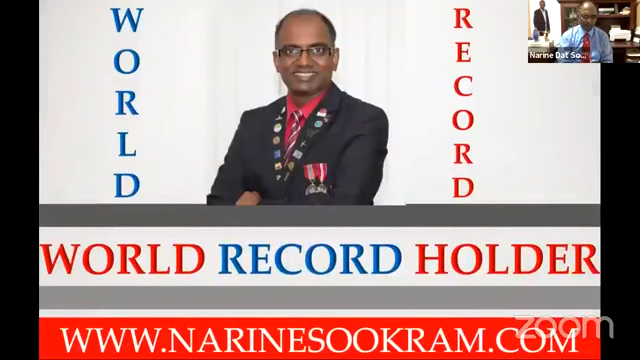 WORLD
RECORD
Narine Dat So...
WORLD RECORD HOLDER
WWW.NARINESOOKRAM.COM
zoom